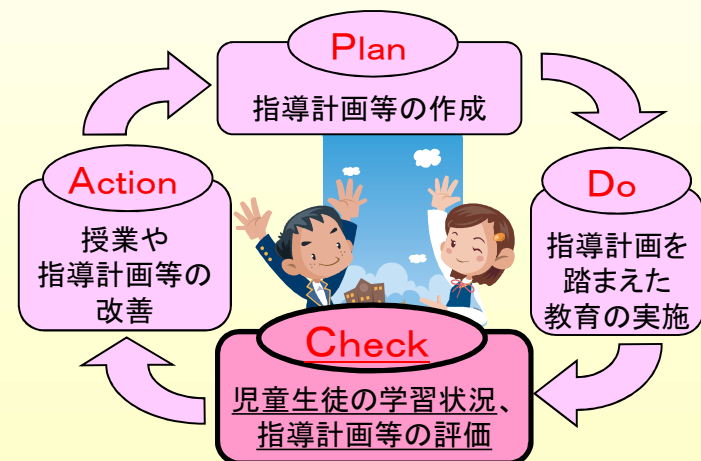 Plan
指導計画等の作成
Do
指導計画を
踏まえた
教育の実施
Check
児童生徒の学習状況、
指導計画等の評価
Action
授業や
指導計画等の
改善